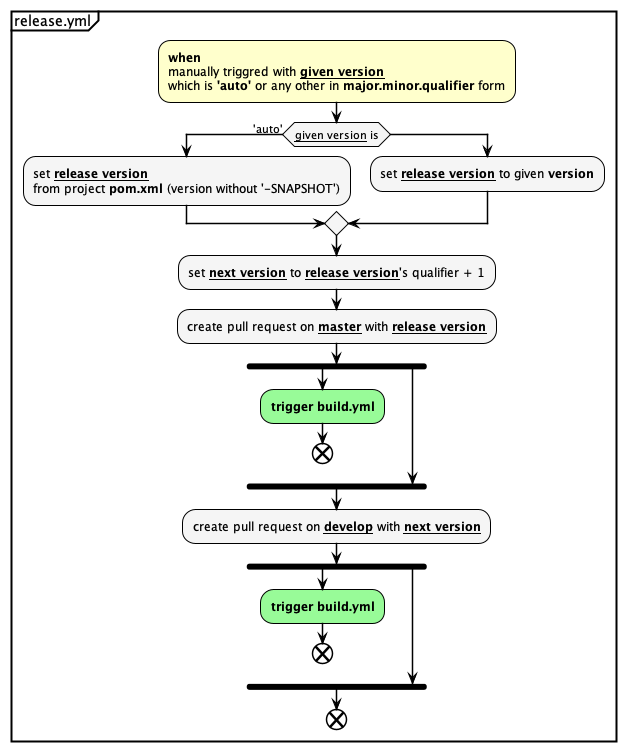 release.yml
when
manually triggred with given version
which is 'auto' or any other in major.minor.qualifier form
'auto'
given version is
set release version
from project pom.xml (version without '-SNAPSHOT')
set release version to given version
set next version to release version's qualifier + 1
create pull request on master with release version
trigger build.yml
create pull request on develop with next version
trigger build.yml